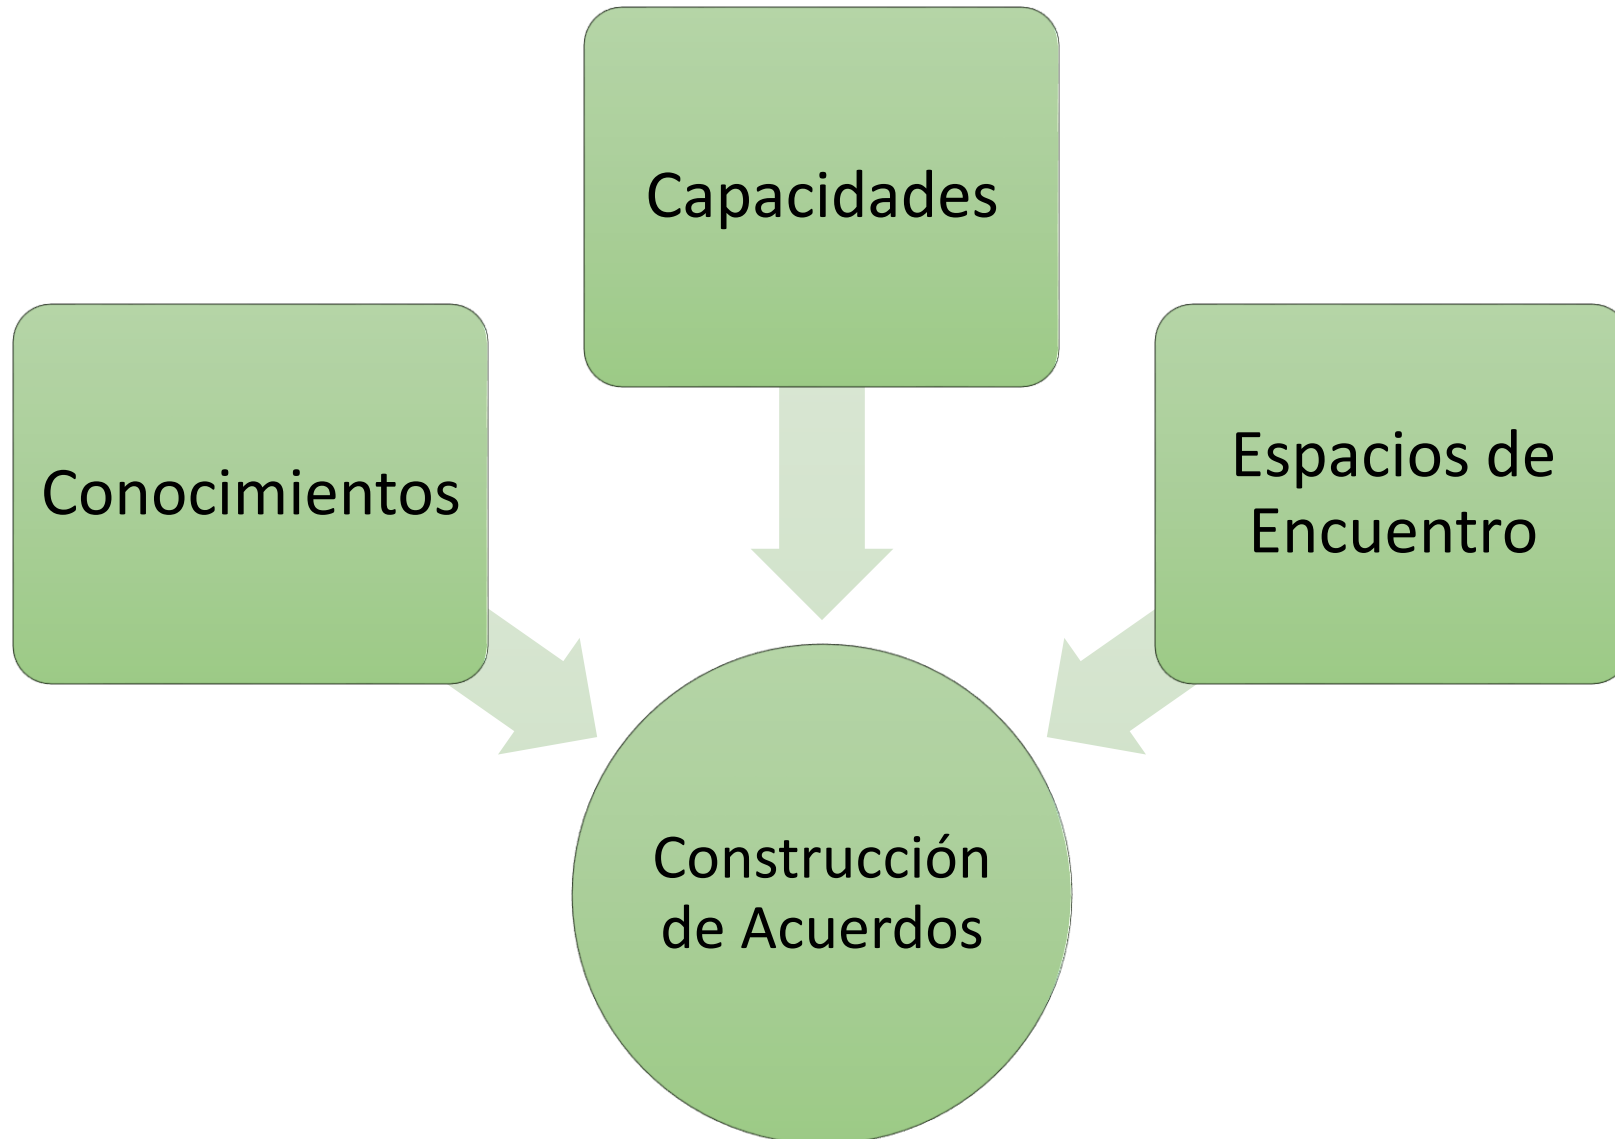 Capacidades
Conocimientos
Espacios de
Encuentro
Construcción
de Acuerdos